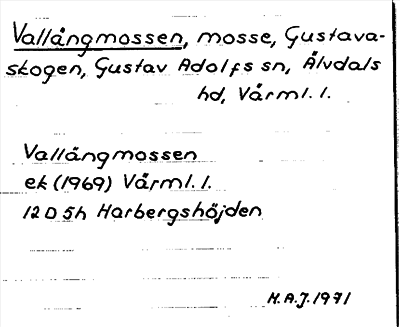 Vallångmossen, mosse, Gustava-
skogen, Gustav Adolfs sn, Älvdals
hd, Värml. l.
Vallångmossen
ek (1969) Värml. l.
12 D 5h Harbergshöjden
H.A.J. 1971